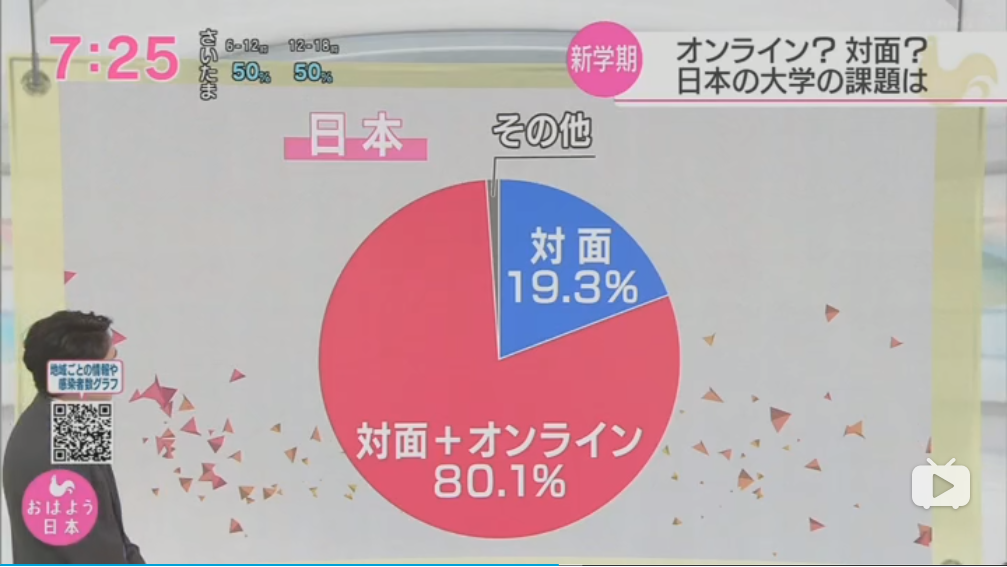 7:25
さいたま
6-12時
12-18時
50%
50%
新学期
オンライン?対面?
日本の大学の課題は
日本
その他
対面
19.3%
対面+オンライン
80.1%
地域ごとの情報や
感染者数グラフ
おはよう
日本